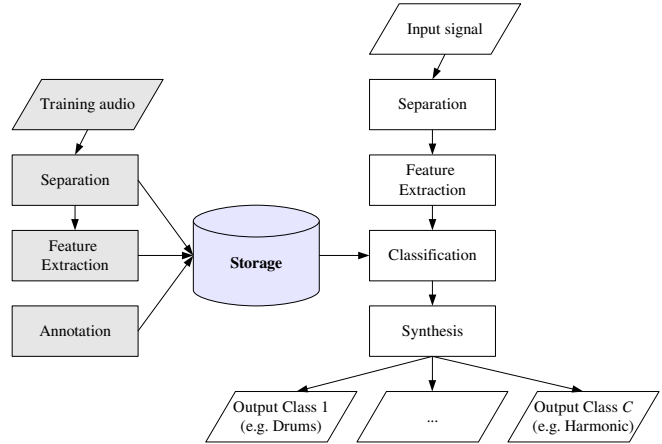 Input signal
Training audio
Separation
Separation
Feature
Extraction
Feature
Extraction
Storage
Classification
Annotation
Synthesis
Output Class 1
(e.g. Drums)
...
Output Class C
(e.g. Harmonic)